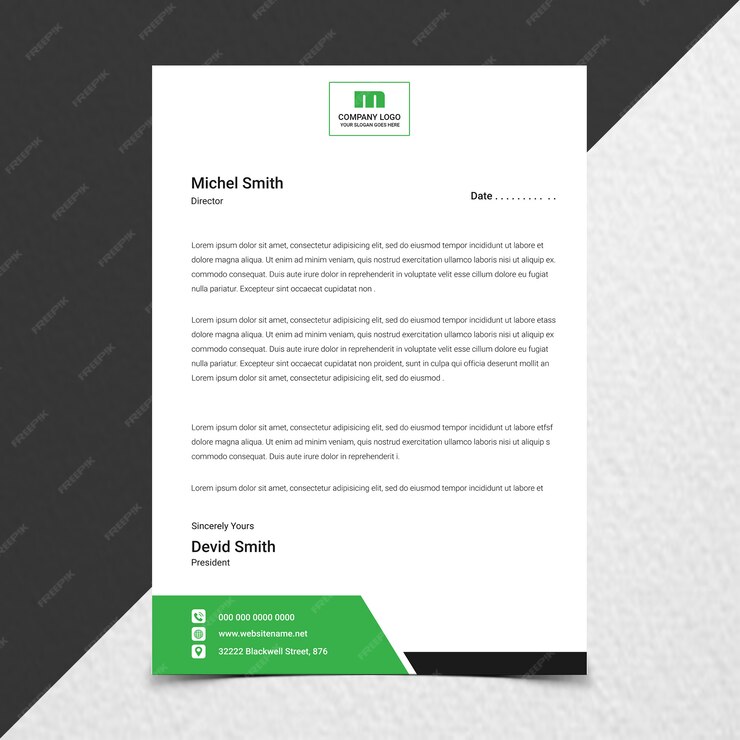 m
COMPANY LOGO
YOUR SLOGAN GOES HERE
Michel Smith
Director
Date . . . . . . . . . . .
Lorem ipsum dolor sit amet, consectetur adipisicing elit, sed do eiusmod tempor incididunt ut labore et
dolore magna aliqua. Ut enim ad minim veniam, quis nostrud exercitation ullamco laboris nisi ut aliquip ex.
commodo consequat. Duis aute irure dolor in reprehenderit in voluptate velit esse cillum dolore eu fugiat
nulla pariatur. Excepteur sint occaecat cupidatat non .
Lorem ipsum dolor sit amet, consectetur adipisicing elit, sed do eiusmod tempor incididunt ut labore etass
dolore magna aliqua. Ut enim ad minim veniam, quis nostrud exercitation ullamco laboris nisi ut aliquip ex
commodo consequat. Duis aute irure dolor in reprehenderit in voluptate velit esse cillum dolore eu fugiat
nulla pariatur. Excepteur sint occaecat cupidatat non proident, sunt in culpa qui officia deserunt mollitan
Lorem ipsum dolor sit amet, consectetur adipisicing elit, sed do eiusmod .
Lorem ipsum dolor sit amet, consectetur adipisicing elit, sed do eiusmod tempor incididunt ut labore etfsf
dolore magna aliqua. Ut enim ad minim veniam, quis nostrud exercitation ullamco laboris nisi ut aliquip s
commodo consequat. Duis aute irure dolor in reprehenderit i.
Lorem ipsum dolor sit amet, consectetur adipisicing elit, sed do eiusmod tempor incididunt ut labore et
Sincerely Yours
Devid Smith
President
000 000 0000 0000
www.websitename.net
32222 Blackwell Street, 876
FREEPIK